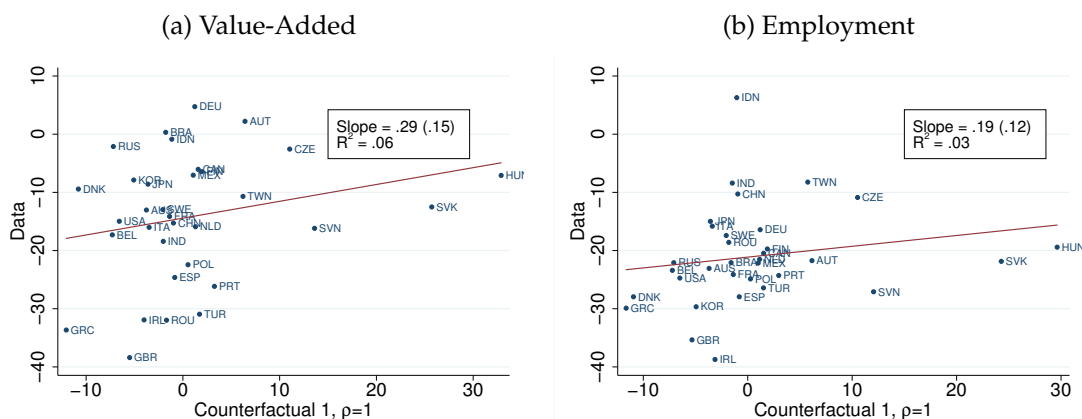 (a) Value-Added
10
0
−10
−20
−30
−40
Data
DEU
AUT
BRA
IDN
RUS
CZE
CAN
FIN
MEX
KOR
JPN
DNK
HUN
TWN
SVK
AUS
SWE
FRA
USA
CHN
ITA
NLD
SVN
BEL
IND
POL
ESP
PRT
TUR
IRL
ROU
GRC
GBR
Slope = .29 (.15)
R² = .06
−10
0
10
20
30
Counterfactual 1, ρ=1
(b) Employment
10
0
−10
−20
−30
−40
Data
IDN
IND
TWN
CHN
CZE
JPN
ITA
DEU
SWE
ROU
FIN
HUN
CAN
NLD
AUT
SVK
RUS
BRA
MEX
BEL
AUS
FRA
PRT
USA
POL
TUR
SVN
DNK
ESP
KOR
GRC
GBR
IRL
Slope = .19 (.12)
R² = .03
−10
0
10
20
30
Counterfactual 1, ρ=1